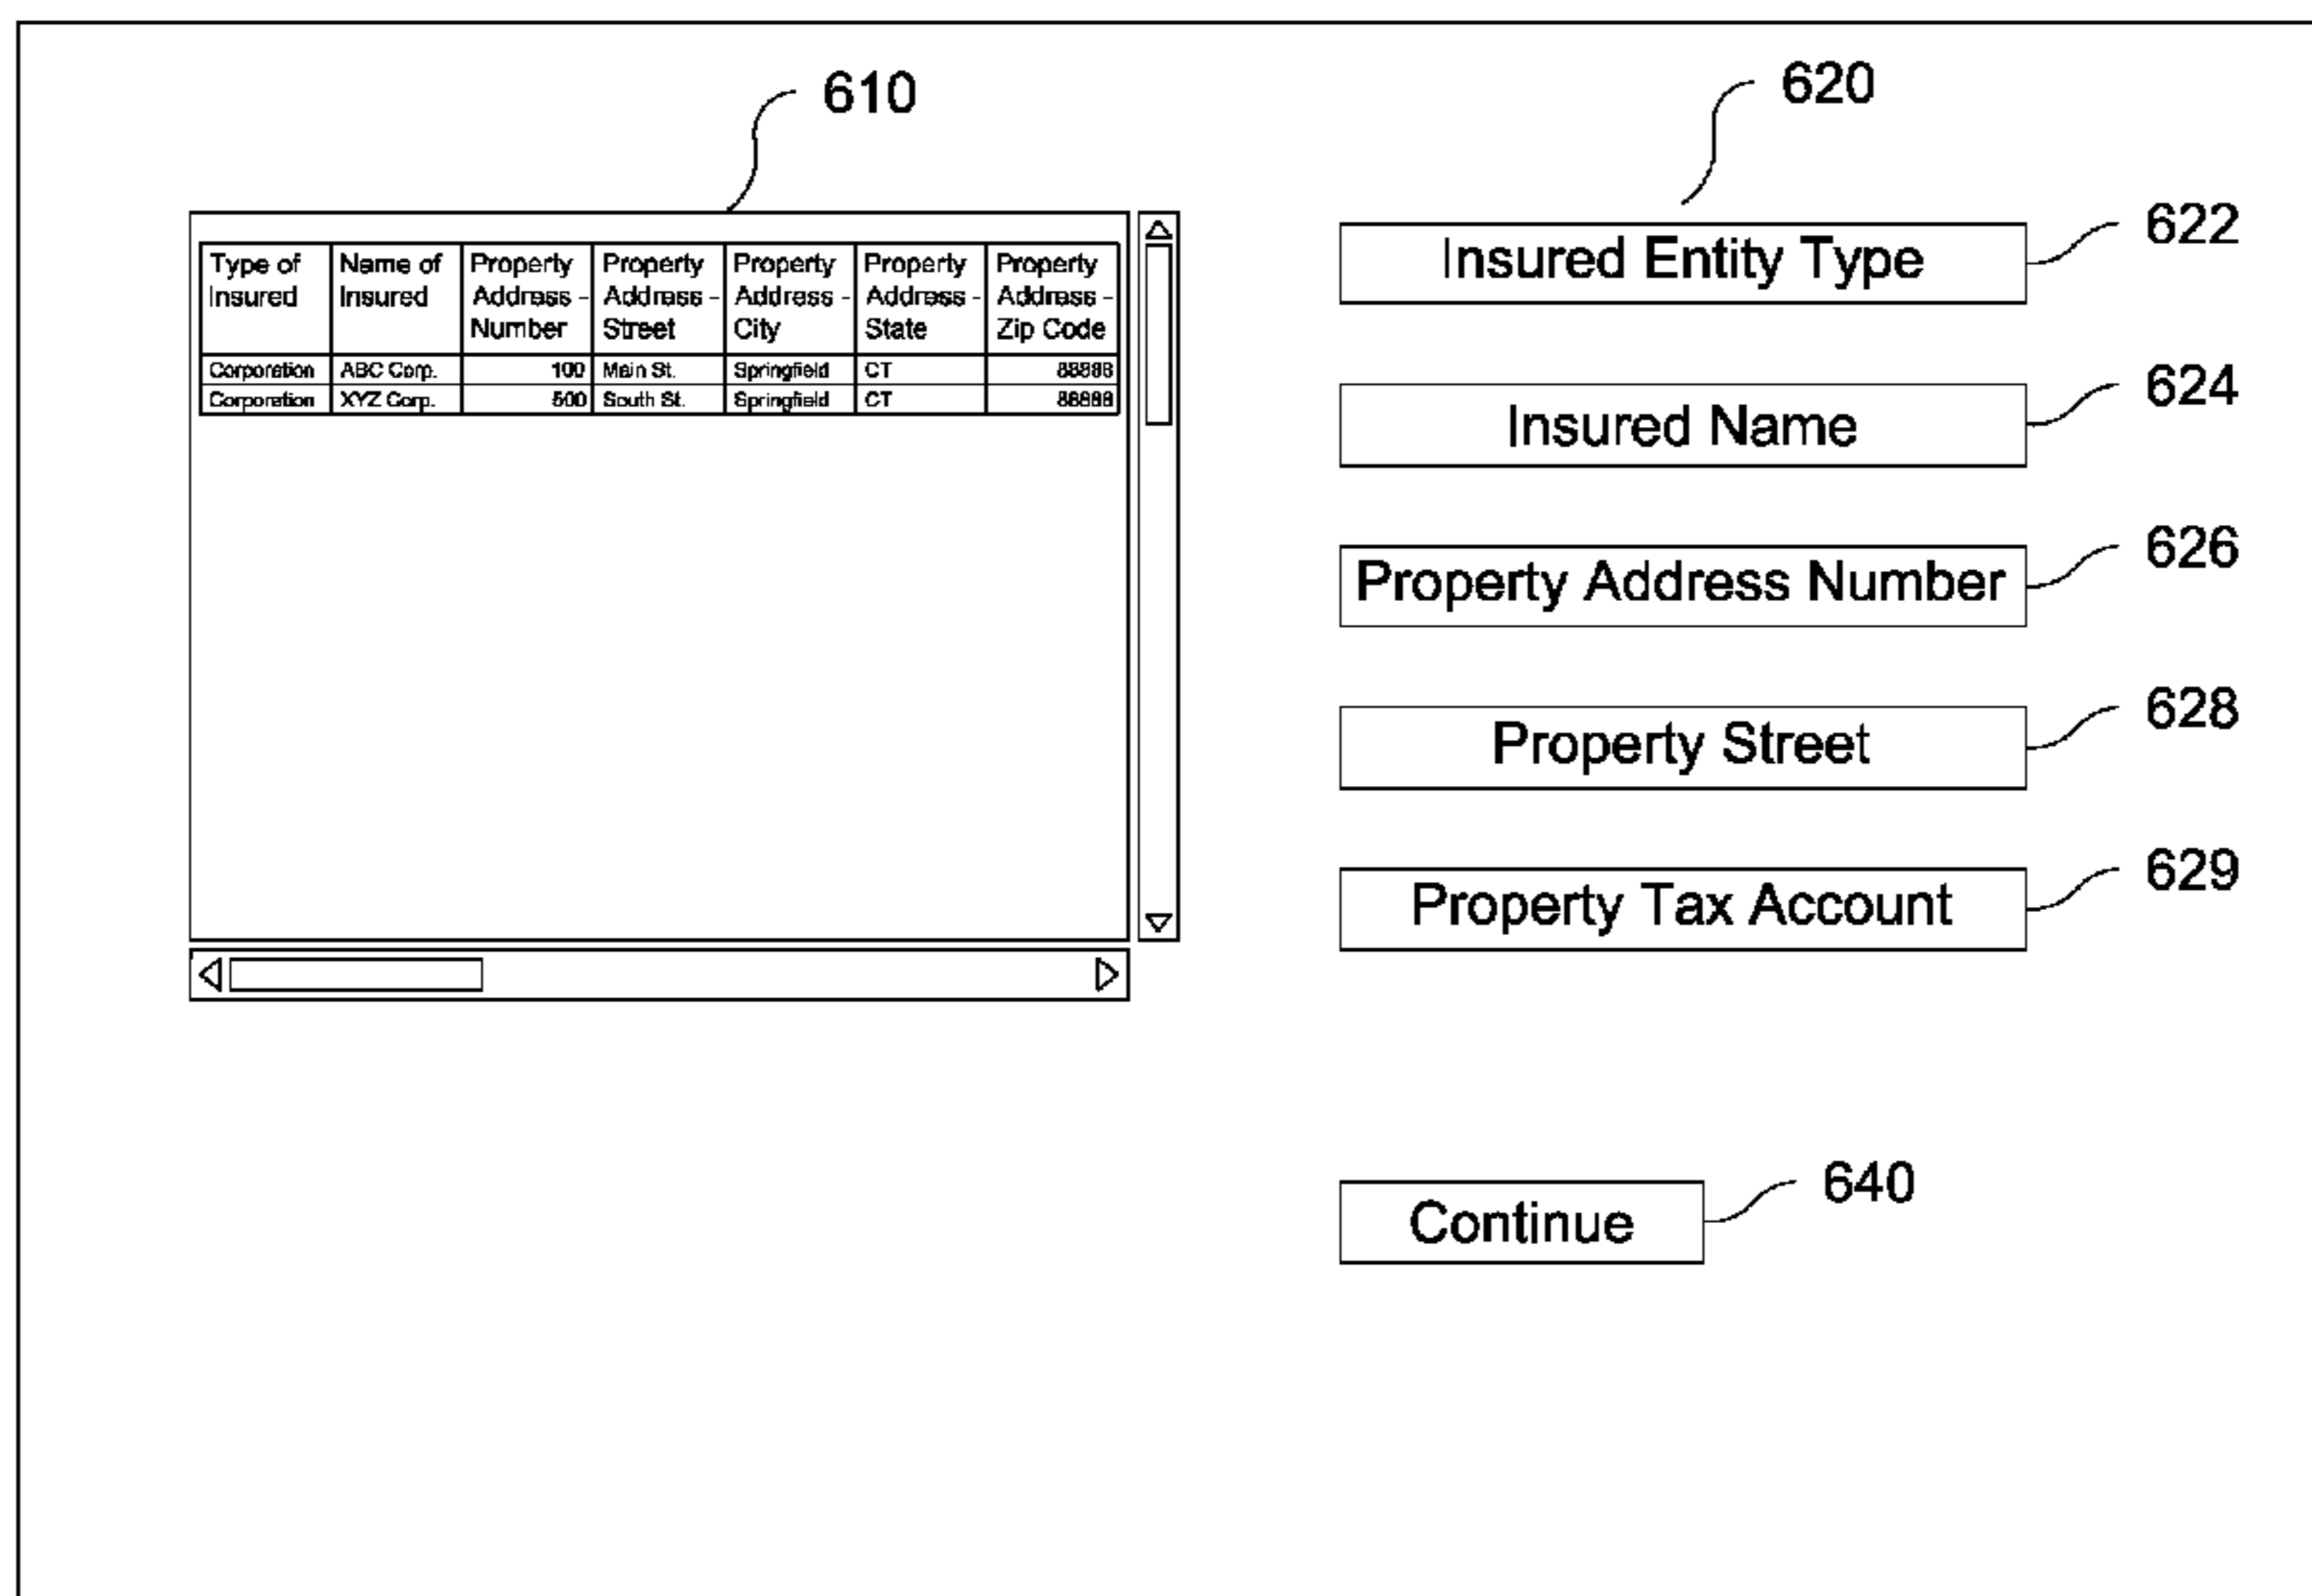 610
620
Type of Insured | Name of Insured | Property Address - Number | Property Address - Street | Property Address - City | Property Address - State | Property Address - Zip Code
Corporation | ABC Corp. | 100 | Main St. | Springfield | CT | 88888
Corporation | XYZ Corp. | 500 | South St. | Springfield | CT | 88888
Insured Entity Type 622
Insured Name 624
Property Address Number 626
Property Street 628
Property Tax Account 629
Continue 640